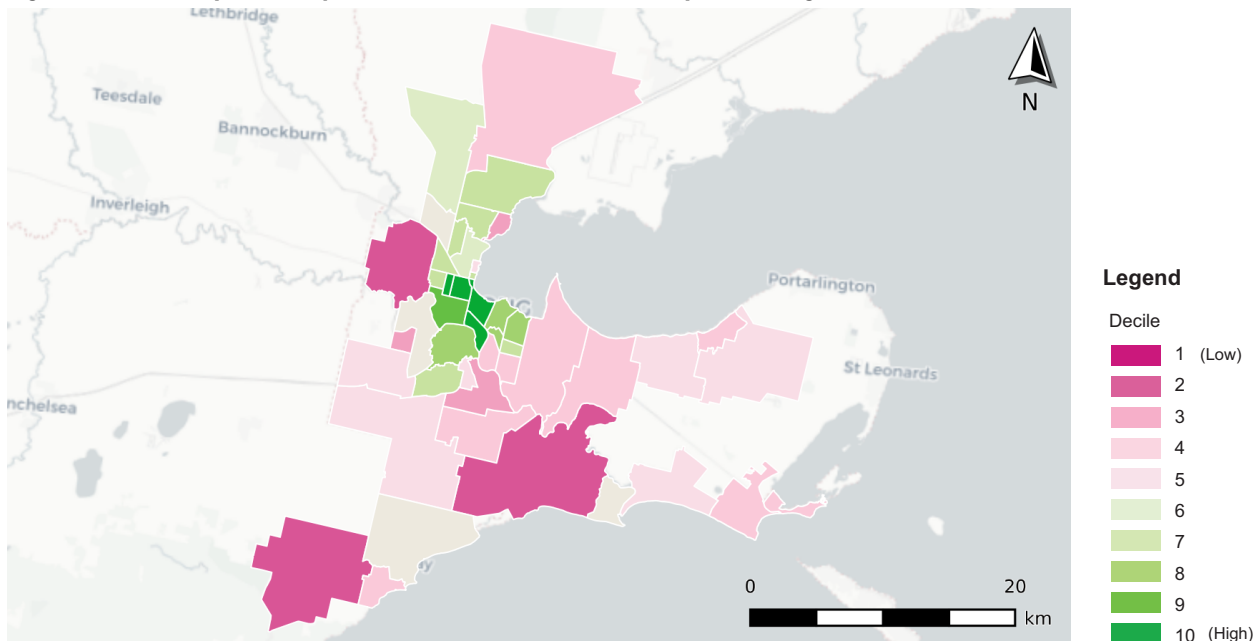 Lethbridge
Teesdale
Bannockburn
Inverleigh
N
Portarlington
St Leonards
Legend
Decile
1 (Low)
2
3
4
5
6
7
8
9
10 (High)
0 20
km